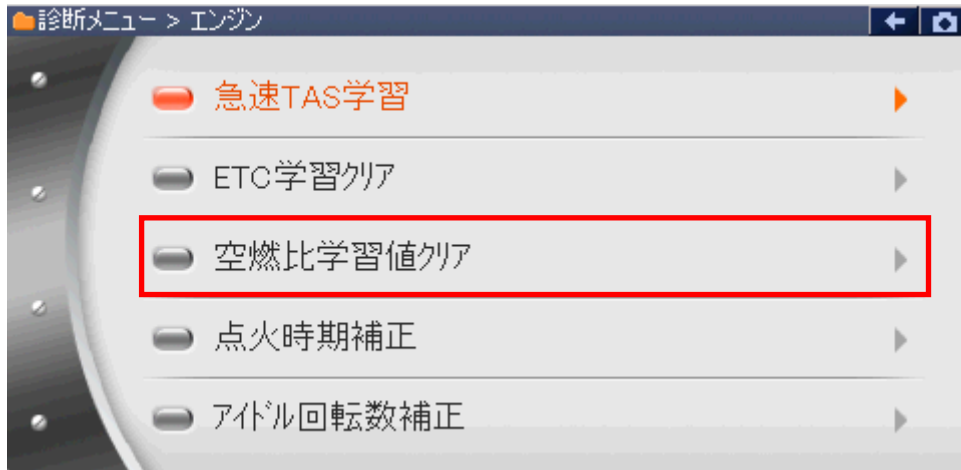 診断メニュー > エンジン
急速TAS学習
ETC学習ｸﾘｱ
空燃比学習値ｸﾘｱ
点火時期補正
ｱｲﾄﾞﾙ回転数補正